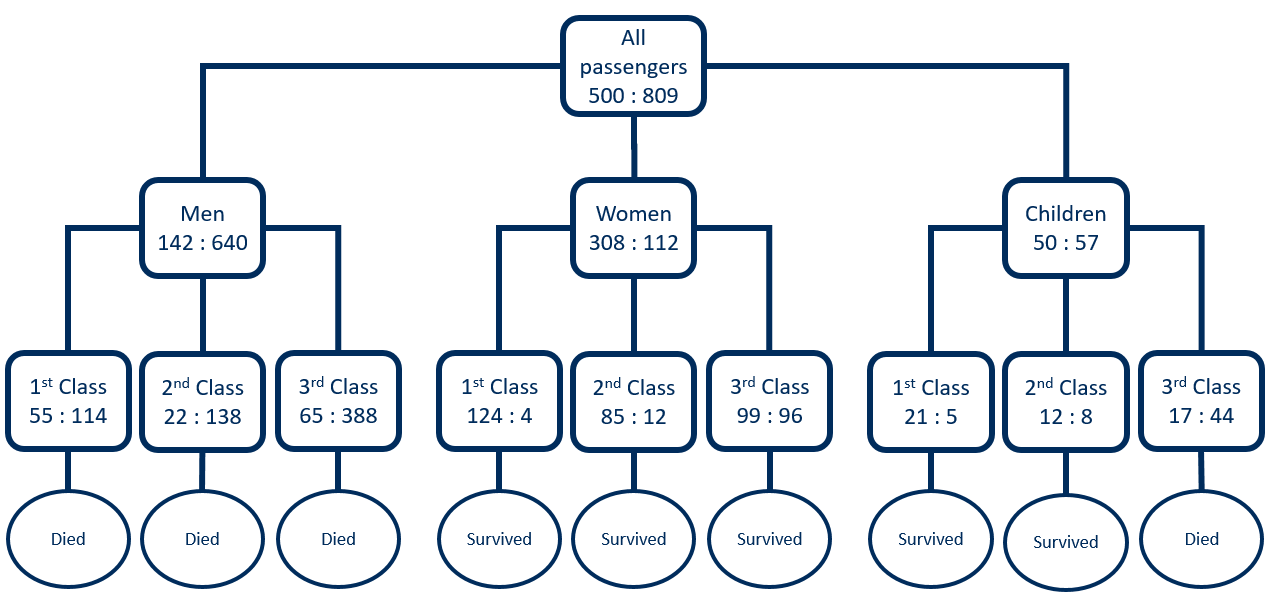 All
passengers
500 : 809
Men
142 : 640
Women
308 : 112
Children
50 : 57
1st Class
55 : 114
2nd Class
22 : 138
3rd Class
65 : 388
1st Class
124 : 4
2nd Class
85 : 12
3rd Class
99 : 96
1st Class
21 : 5
2nd Class
12 : 8
3rd Class
17 : 44
Died
Died
Died
Survived
Survived
Survived
Survived
Survived
Died